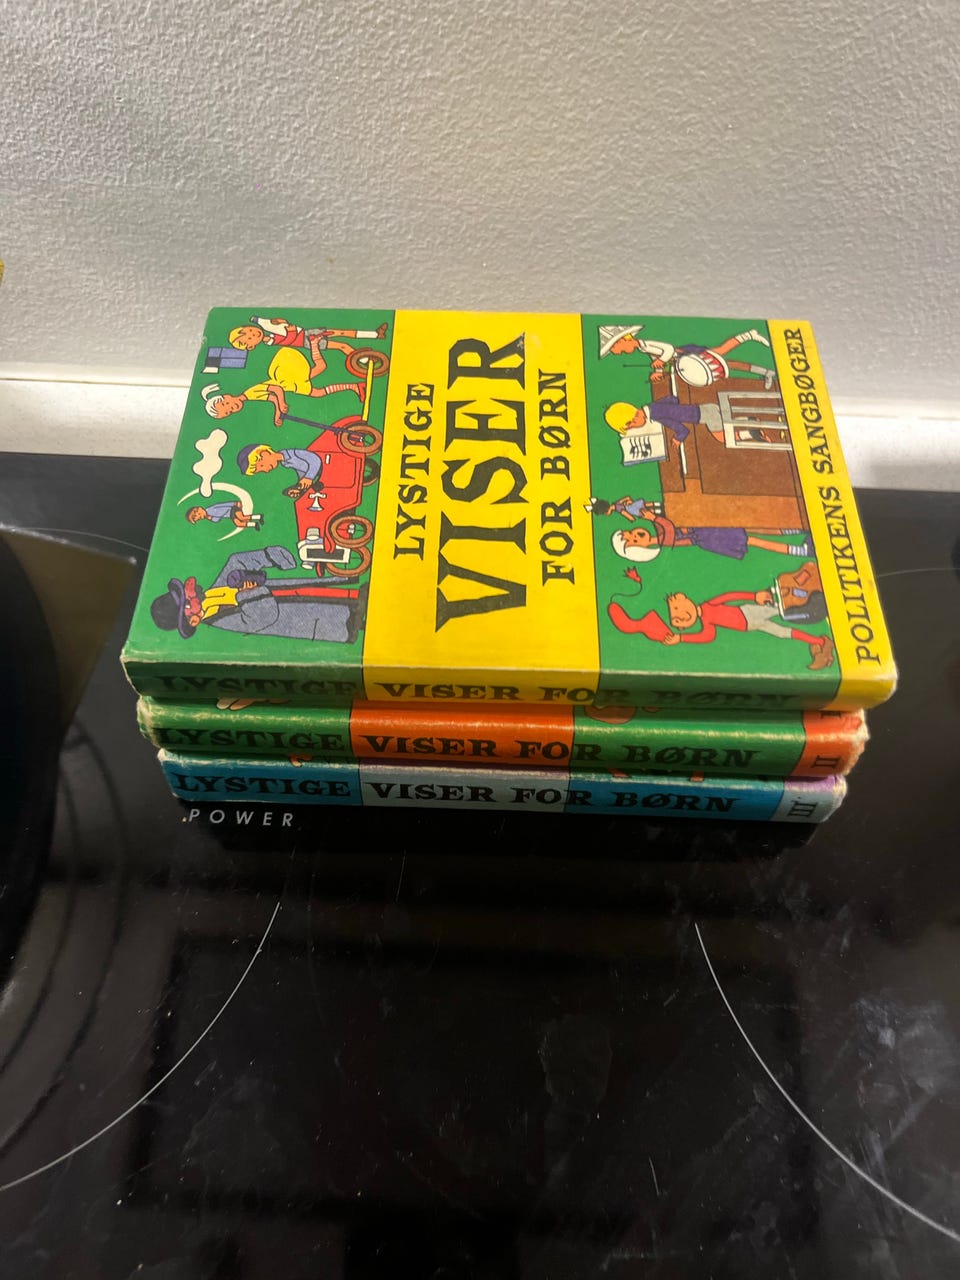 LYSTIGE
VISER
FOR BØRN
POLITIKENS SANGBØGER
LYSTIGE VISER FOR BØRN
LYSTIGE VISER FOR BØRN II
LYSTIGE VISER FOR BØRN III
POWER